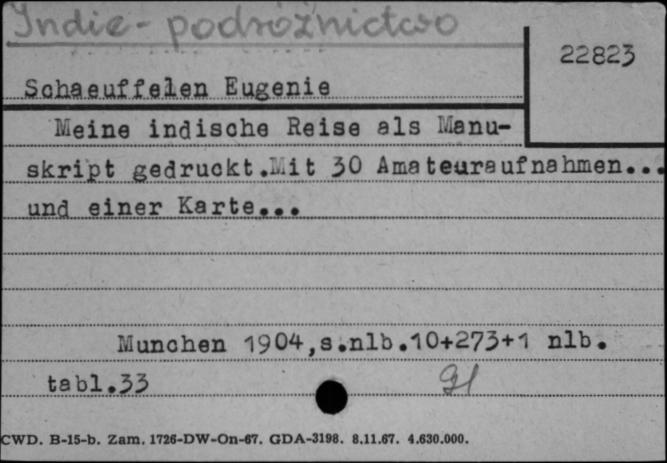 Indie - podróżnictwo
22823
Schaeuffelen Eugenie
Meine indische Reise als Manu-
skript gedruckt.Mit 30 Amateuraufnahmen...
und einer Karte...
Munchen 1904,s.nlb.10+273+1 nlb.
tabl.33
CWD. B-15-b. Zam. 1726-DW-On-67. GDA-3198. 8.11.67. 4.630.000.